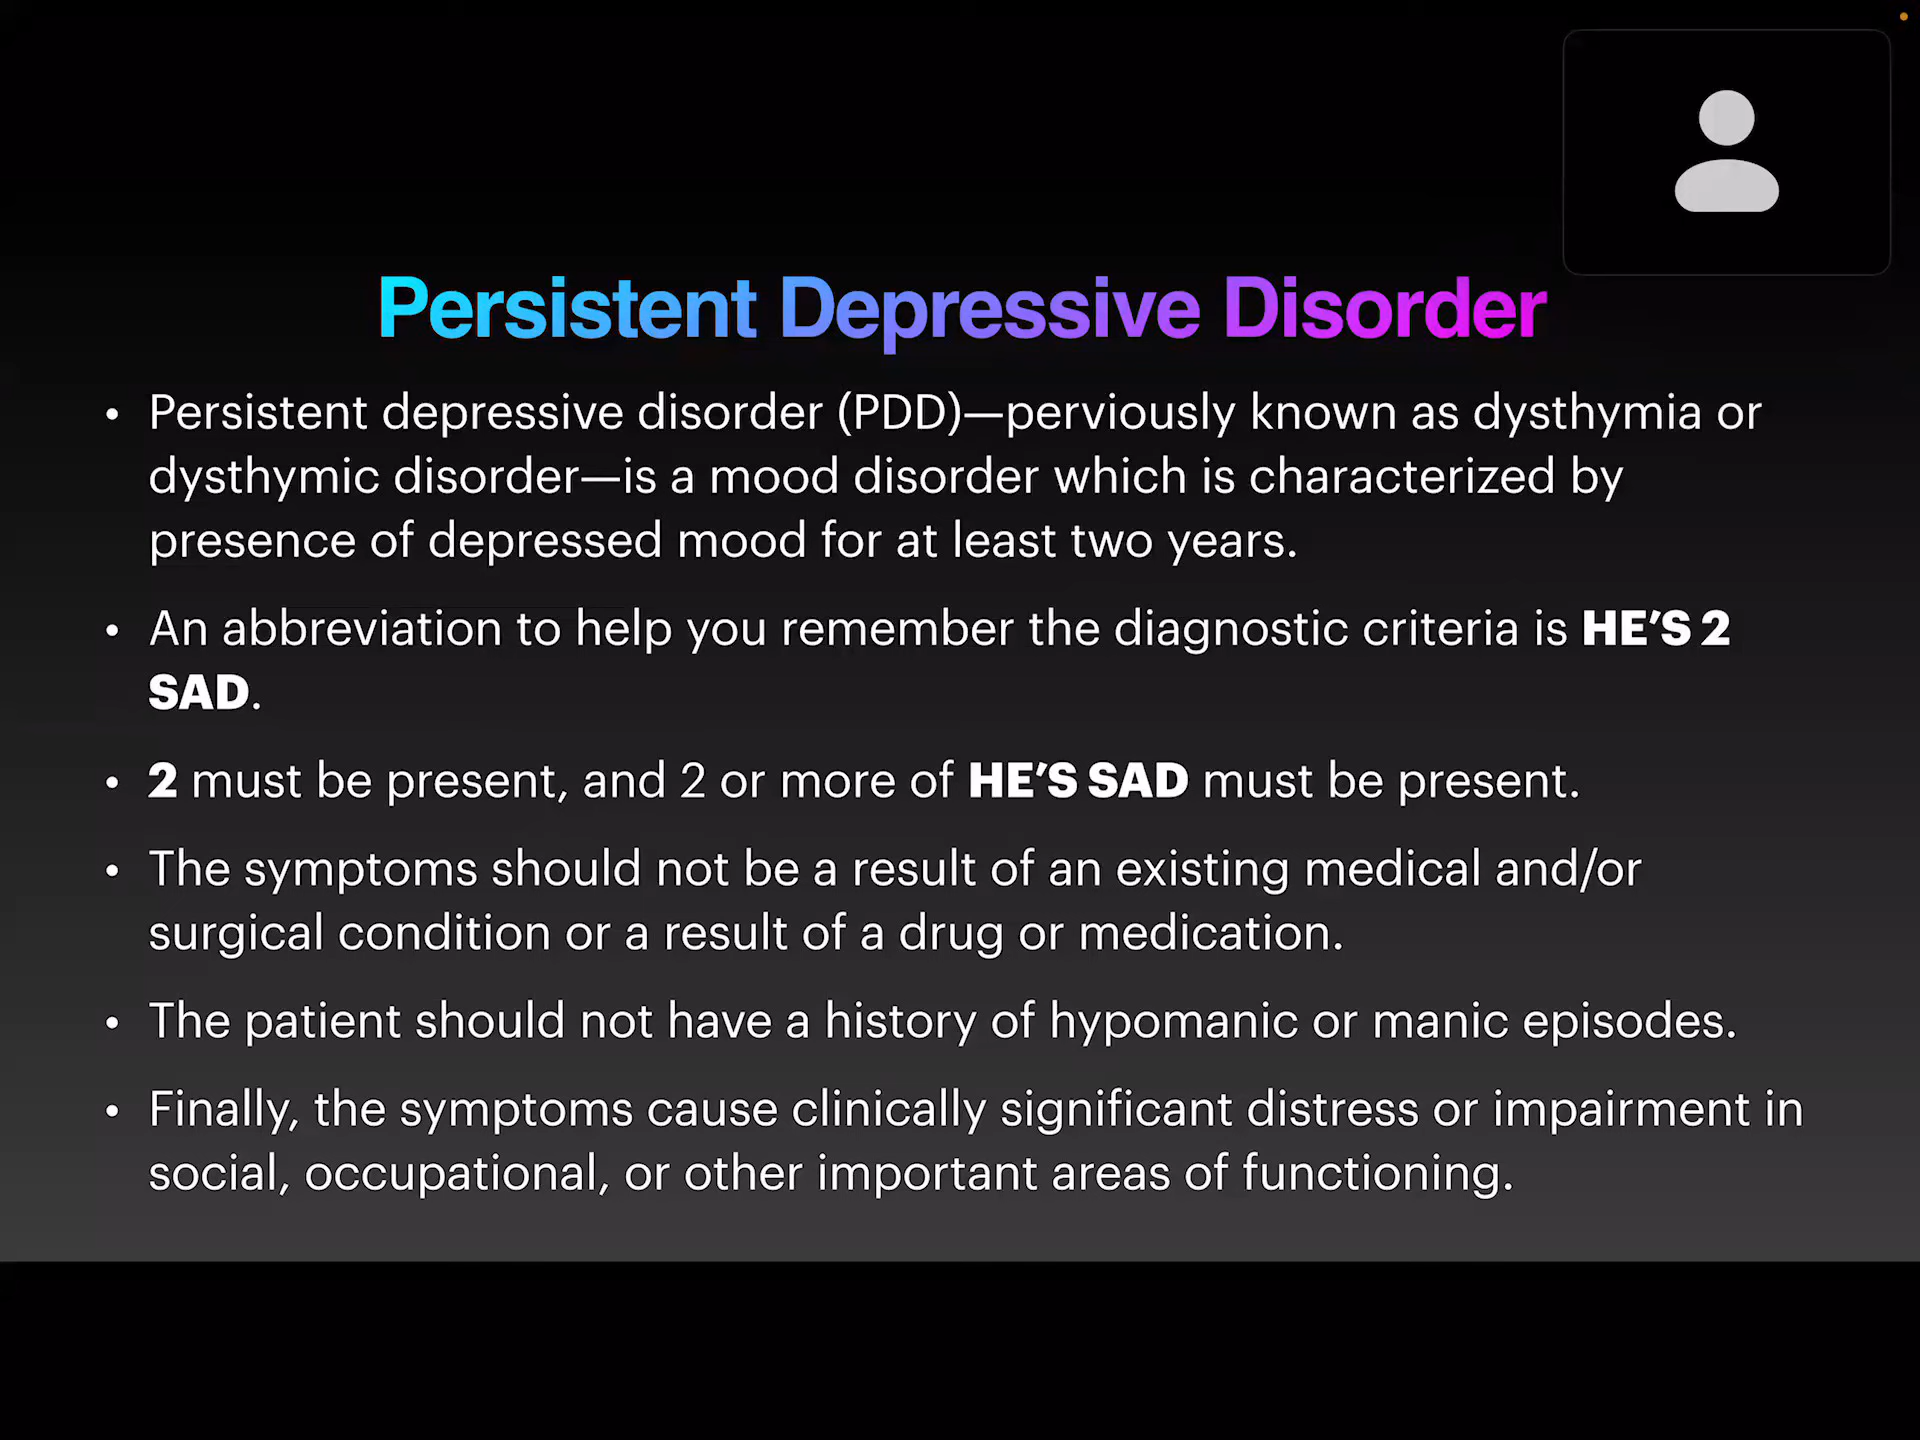 Persistent Depressive Disorder
• Persistent depressive disorder (PDD)—perviously known as dysthymia or
dysthymic disorder—is a mood disorder which is characterized by
presence of depressed mood for at least two years.
• An abbreviation to help you remember the diagnostic criteria is HE’S 2
SAD.
• 2 must be present, and 2 or more of HE’S SAD must be present.
• The symptoms should not be a result of an existing medical and/or
surgical condition or a result of a drug or medication.
• The patient should not have a history of hypomanic or manic episodes.
• Finally, the symptoms cause clinically significant distress or impairment in
social, occupational, or other important areas of functioning.